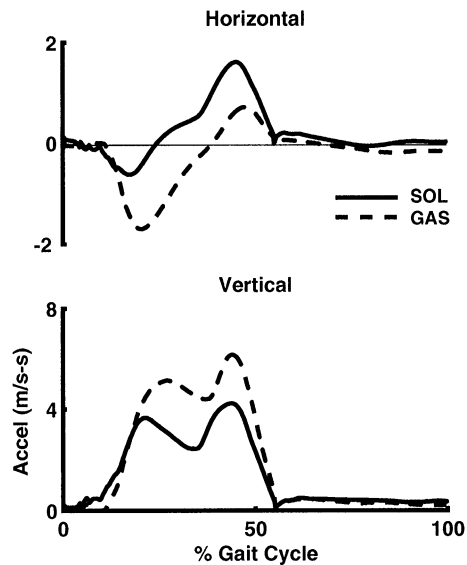 Horizontal
2
0
-2
SOL
GAS
Vertical
8
4
0
Accel (m/s-s)
0 50 100
% Gait Cycle